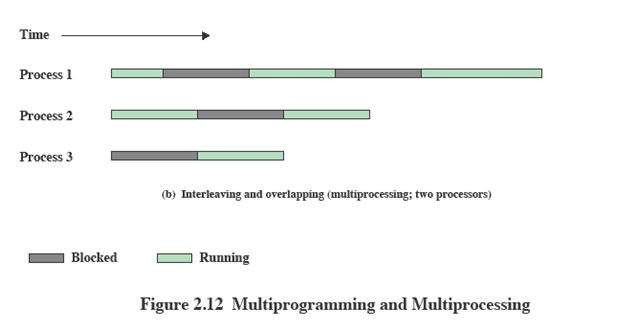 Time
Process 1
Process 2
Process 3
(b) Interleaving and overlapping (multiprocessing; two processors)
Blocked Running
Figure 2.12 Multiprogramming and Multiprocessing